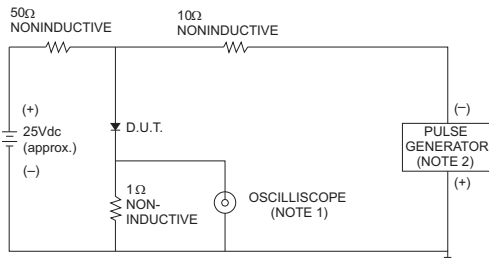 50Ω
NONINDUCTIVE
10Ω
NONINDUCTIVE
(+)
25Vdc
(approx.)
(–)
D.U.T.
1Ω
NON-
INDUCTIVE
OSCILLISCOPE
(NOTE 1)
(–)
PULSE
GENERATOR
(NOTE 2)
(+)